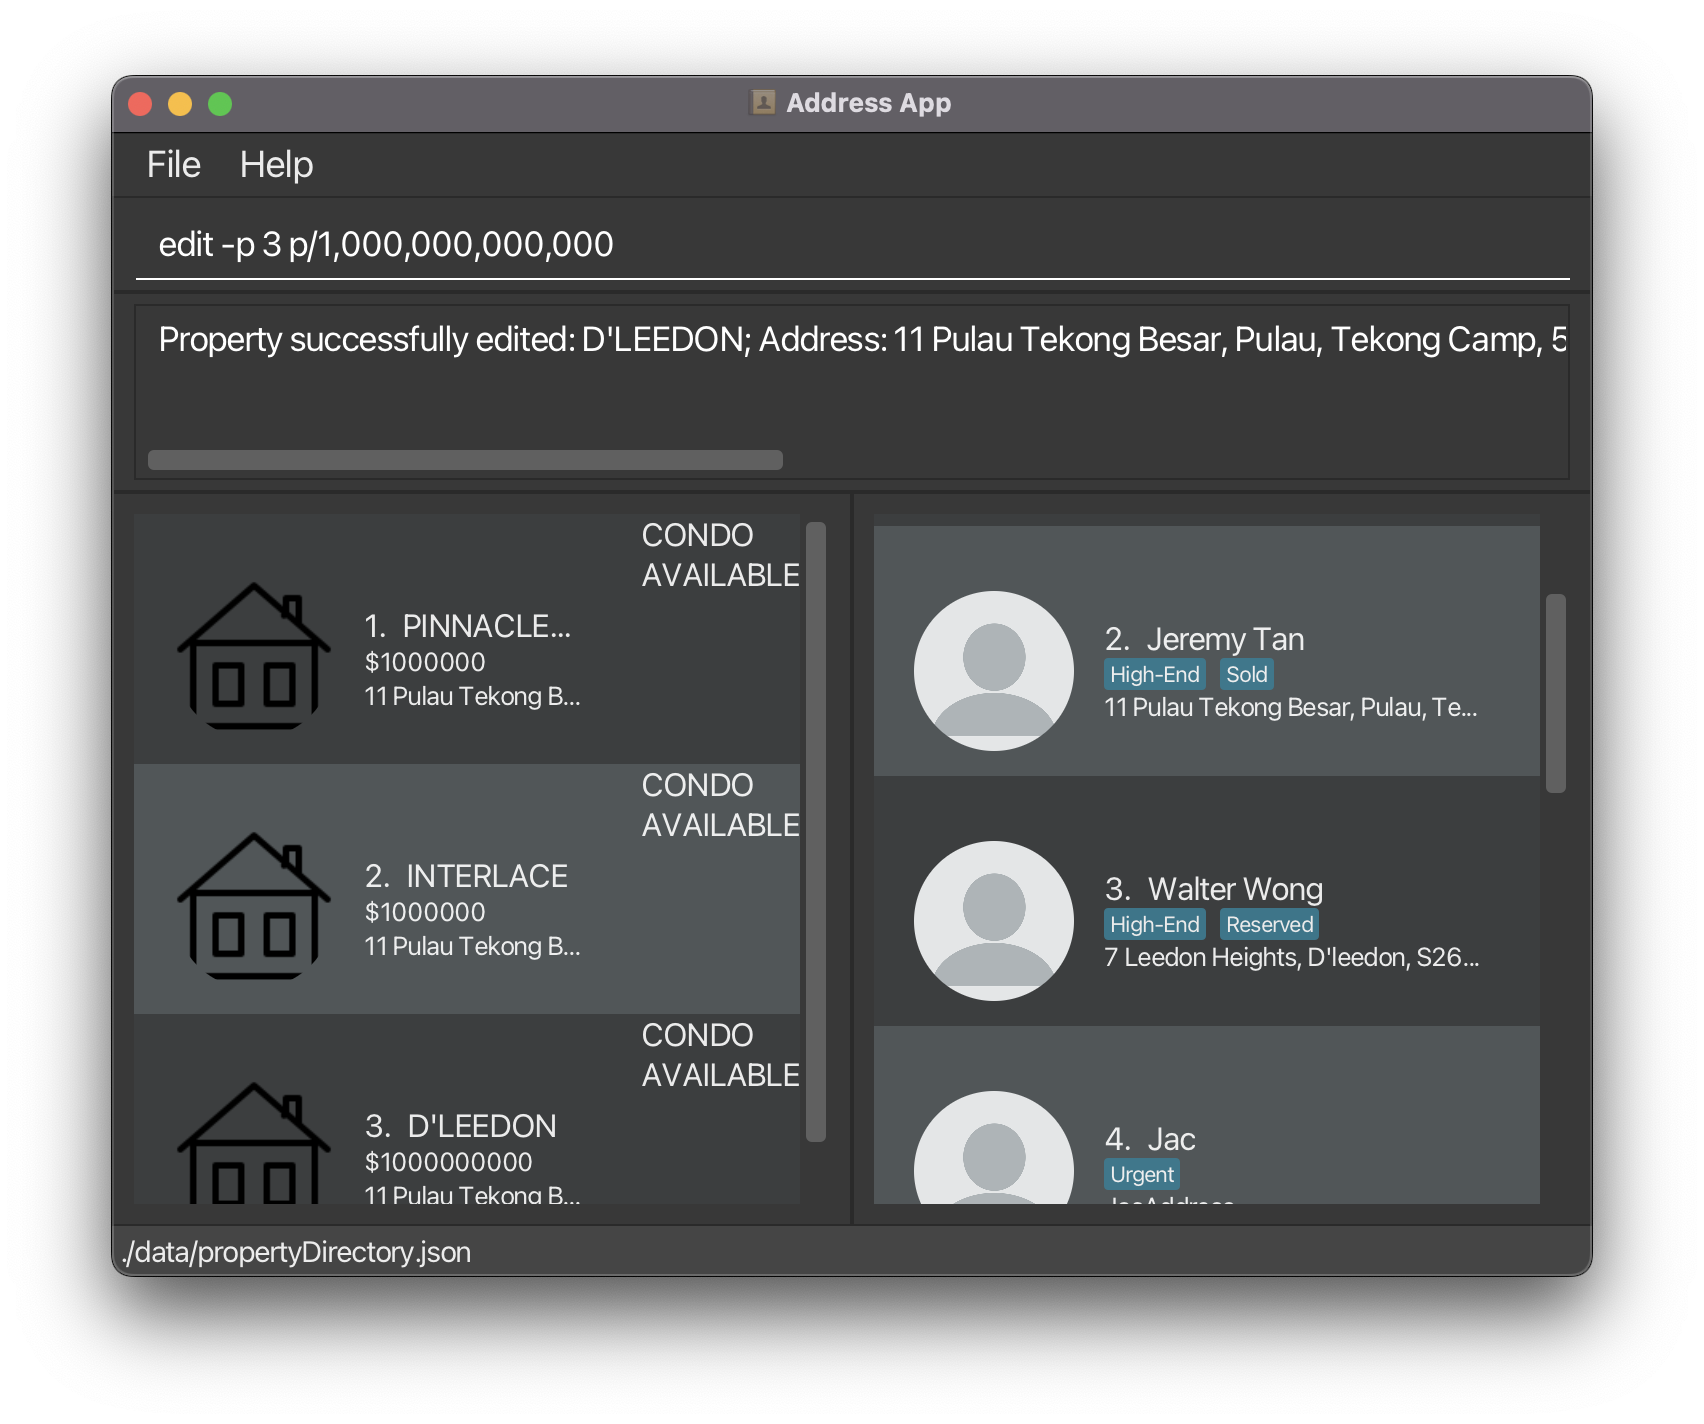 Address App
File Help
edit -p 3 p/1,000,000,000,000
Property successfully edited: D'LEEDON; Address: 11 Pulau Tekong Besar, Pulau, Tekong Camp, 5
CONDO
AVAILABLE
1. PINNACLE...
$1000000
11 Pulau Tekong B...
CONDO
AVAILABLE
2. INTERLACE
$1000000
11 Pulau Tekong B...
CONDO
AVAILABLE
3. D'LEEDON
$1000000000
11 Pulau Tekong B...
2. Jeremy Tan
High-End Sold
11 Pulau Tekong Besar, Pulau, Te...
3. Walter Wong
High-End Reserved
7 Leedon Heights, D'leedon, S26...
4. Jac
Urgent
JacAddress
./data/propertyDirectory.json